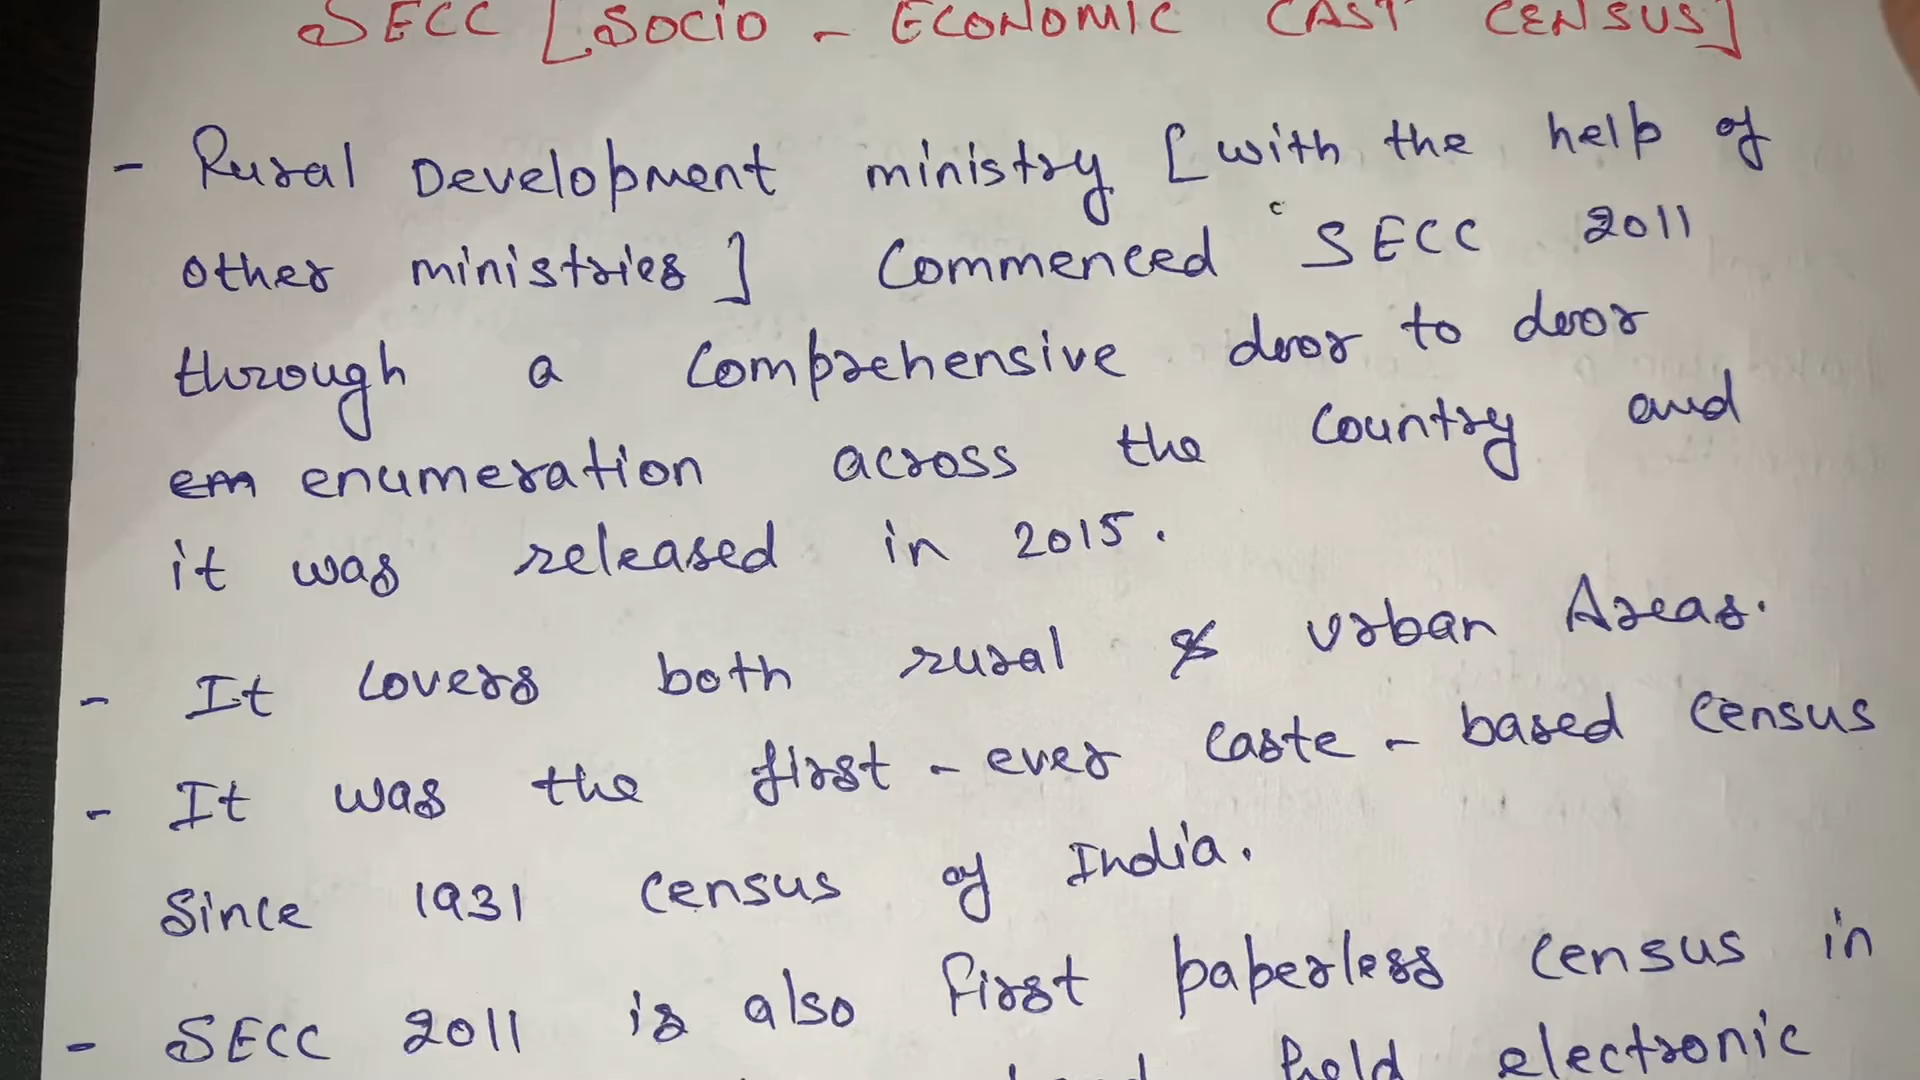 SECC [SOCIO - ECONOMIC CAST CENSUS]
- Rural Development ministry [with the help of
other ministries] Commenced SECC 2011
through a Comprehensive door to door
em enumeration across the Country and
it was released in 2015.
- It Covers both rural & Urban Areas.
- It was the first-ever Caste-based Census
Since 1931 Census of India.
- SECC 2011 is also First paperless Census in
held electronic